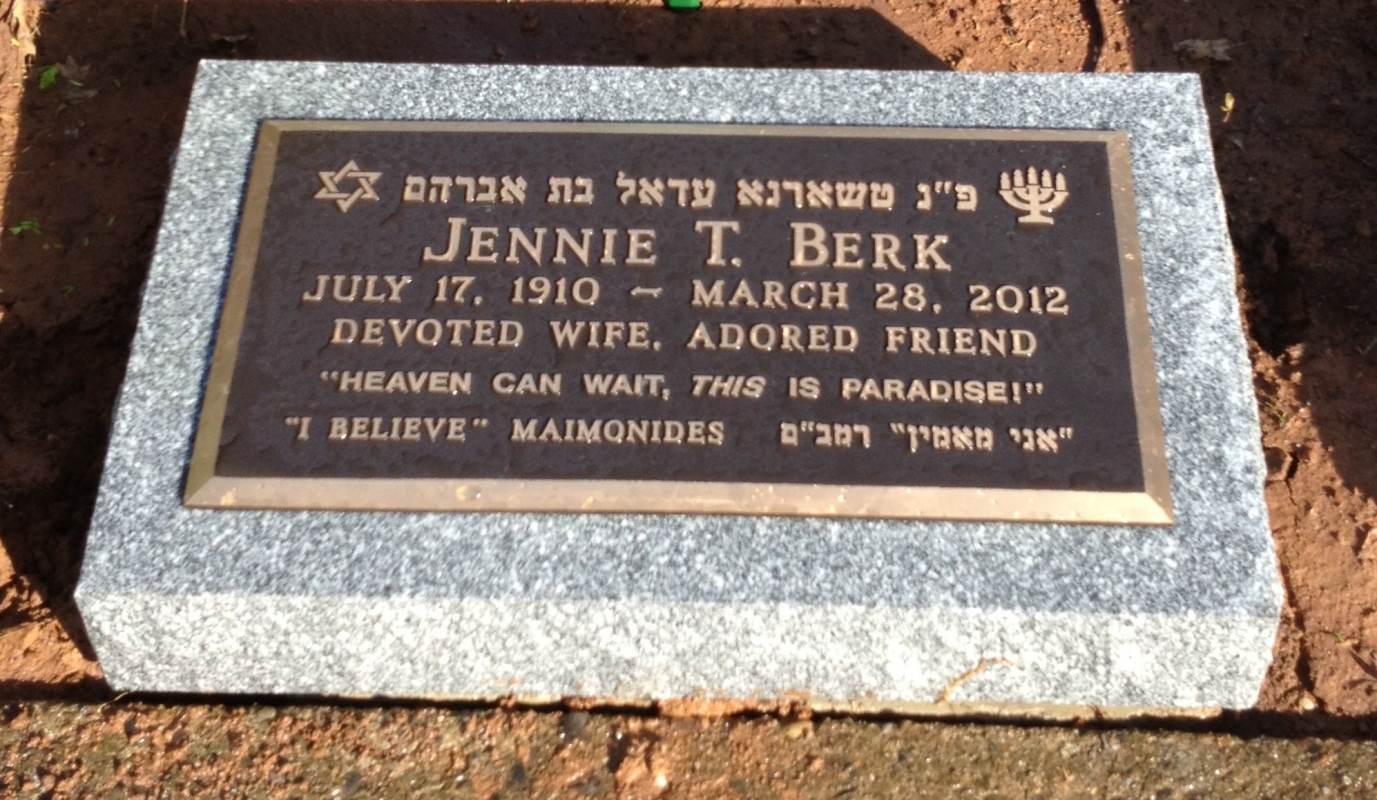 פ"נ טשארנא עדאל בת אברהם
JENNIE T. BERK
JULY 17, 1910 ~ MARCH 28, 2012
DEVOTED WIFE, ADORED FRIEND
"HEAVEN CAN WAIT, THIS IS PARADISE!"
"I BELIEVE" MAIMONIDES "אני מאמין" רמב"ם